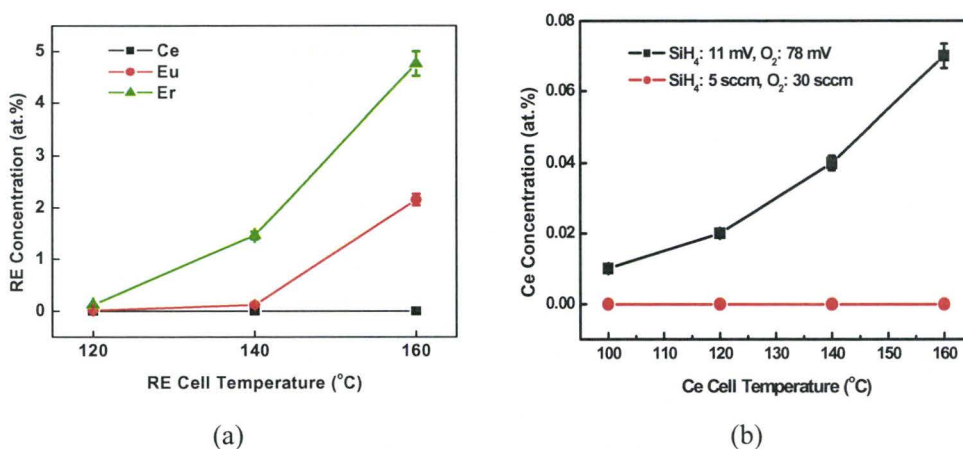 Ce
Eu
Er
RE Concentration (at.%)
5
4
3
2
1
0
120
140
160
RE Cell Temperature (°C)
(a)
SiH₄: 11 mV, O₂: 78 mV
SiH₄: 5 sccm, O₂: 30 sccm
Ce Concentration (at.%)
0.08
0.06
0.04
0.02
0.00
100
110
120
130
140
150
160
Ce Cell Temperature (°C)
(b)